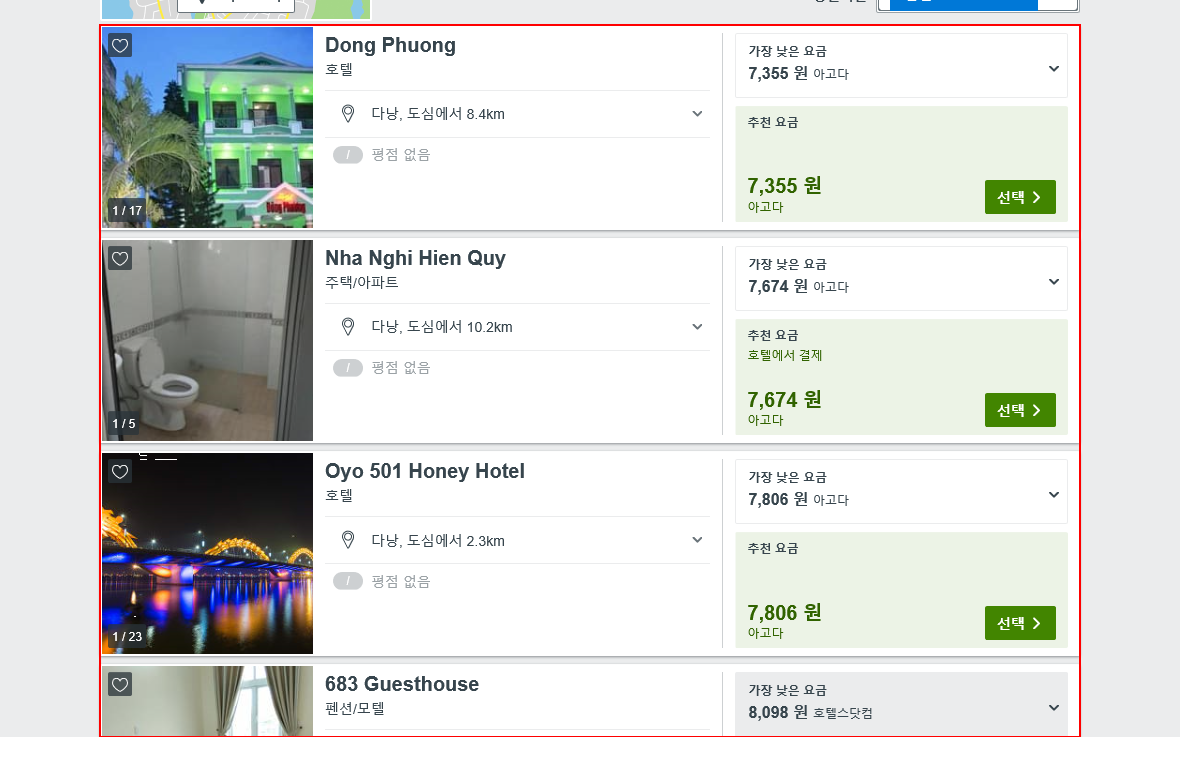 Dong Phuong
호텔
다낭, 도심에서 8.4km
/ 평점 없음
1 / 17
가장 낮은 요금
7,355 원 아고다
추천 요금
7,355 원
아고다
선택
Nha Nghi Hien Quy
주택/아파트
다낭, 도심에서 10.2km
/ 평점 없음
1 / 5
가장 낮은 요금
7,674 원 아고다
추천 요금
호텔에서 결제
7,674 원
아고다
선택
Oyo 501 Honey Hotel
호텔
다낭, 도심에서 2.3km
/ 평점 없음
1 / 23
가장 낮은 요금
7,806 원 아고다
추천 요금
7,806 원
아고다
선택
683 Guesthouse
펜션/모텔
가장 낮은 요금
8,098 원 호텔스닷컴